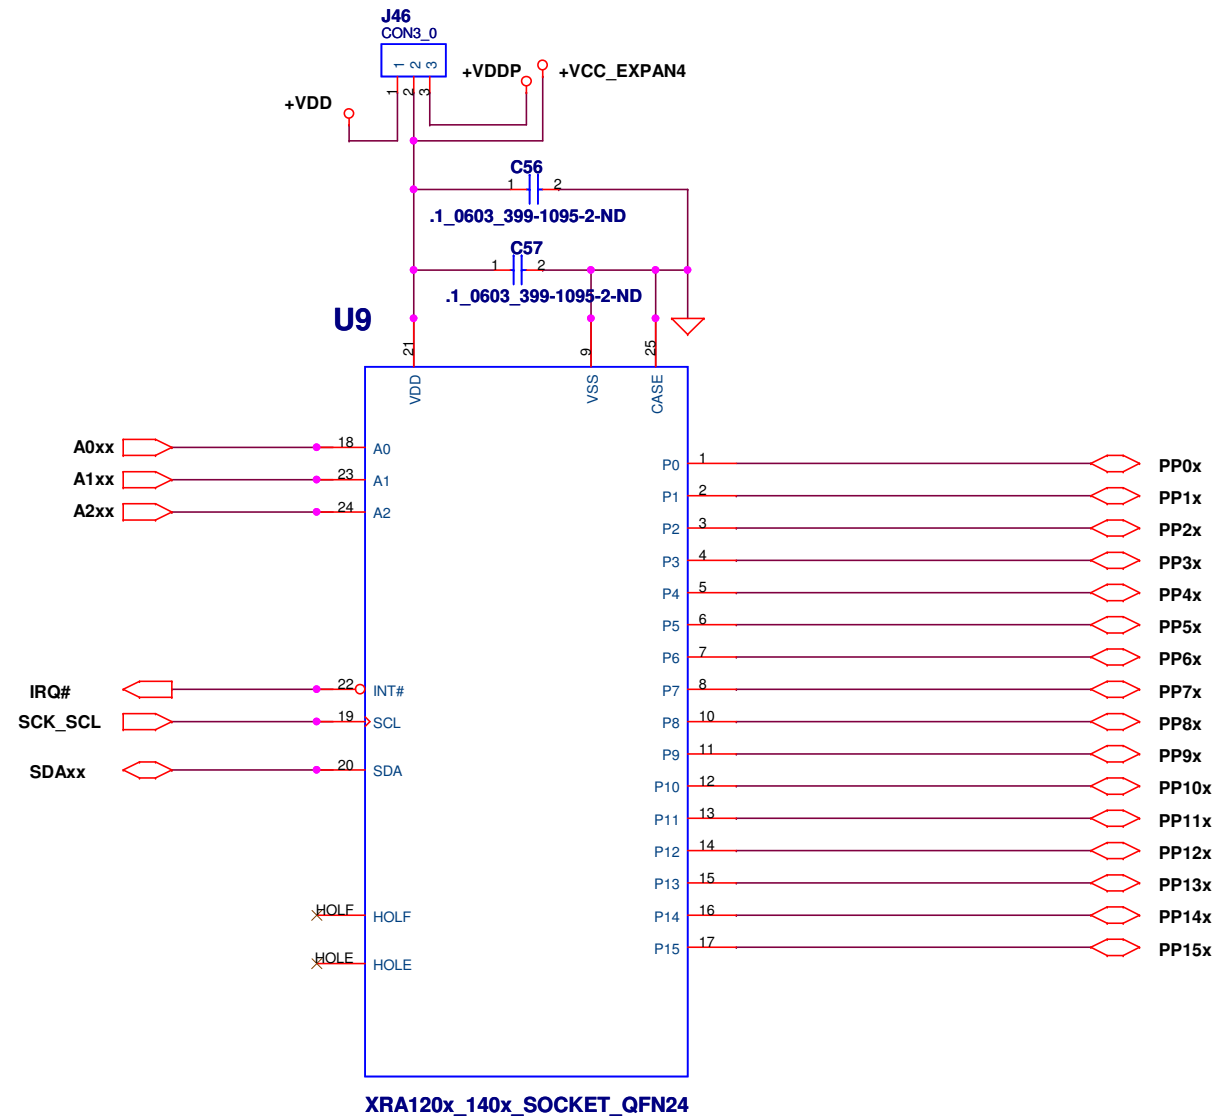 J46
CON3_0
1 2 3
1 2 3
+VDDP
+VCC_EXPAN4
+VDD
C56
1 2
.1_0603_399-1095-2-ND
C57
1 2
.1_0603_399-1095-2-ND
U9
21 9 25
VDD VSS CASE
A0xx 18 A0
A1xx 23 A1
A2xx 24 A2
IRQ# 22 INT#
SCK_SCL 19 SCL
SDAxx 20 SDA
HOLF HOLF
HOLE HOLE
P0 1 PP0x
P1 2 PP1x
P2 3 PP2x
P3 4 PP3x
P4 5 PP4x
P5 6 PP5x
P6 7 PP6x
P7 8 PP7x
P8 10 PP8x
P9 11 PP9x
P10 12 PP10x
P11 13 PP11x
P12 14 PP12x
P13 15 PP13x
P14 16 PP14x
P15 17 PP15x
XRA120x_140x_SOCKET_QFN24